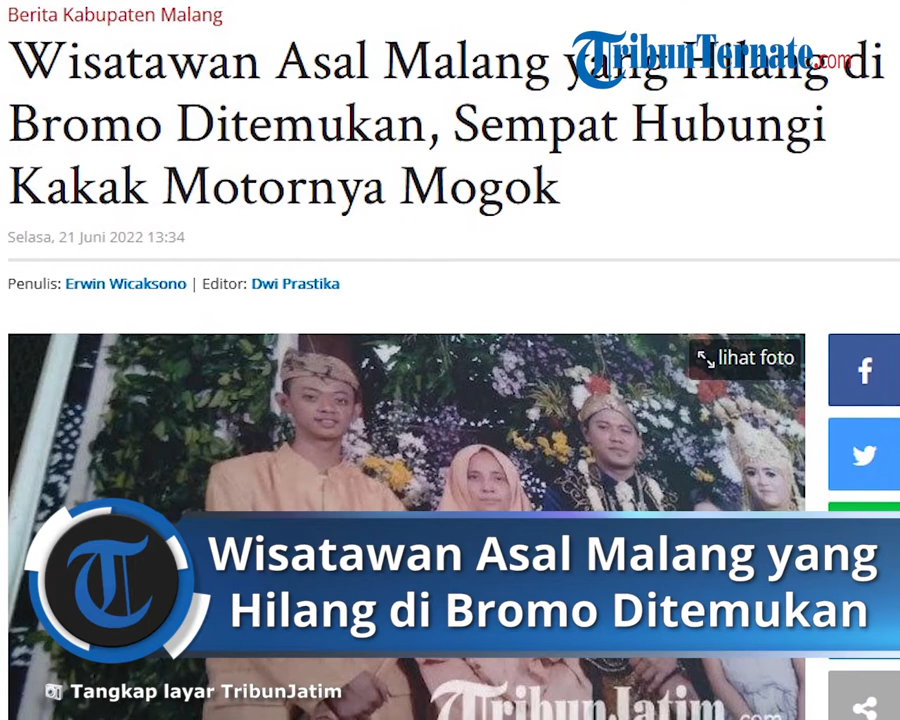 Berita Kabupaten Malang
TribunTernate.com
Wisatawan Asal Malang yang Hilang di
Bromo Ditemukan, Sempat Hubungi
Kakak Motornya Mogok
Selasa, 21 Juni 2022 13:34
Penulis: Erwin Wicaksono | Editor: Dwi Prastika
lihat foto
f
T
Wisatawan Asal Malang yang
Hilang di Bromo Ditemukan
Tangkap layar TribunJatim
TribunJatim.com